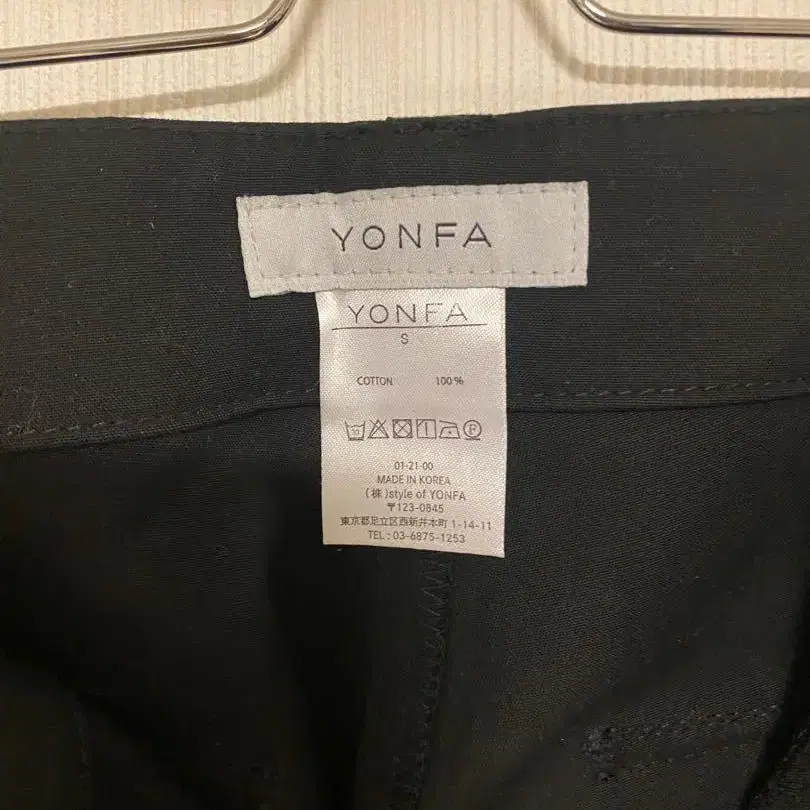 YONFA
YONFA
S
COTTON 100%
01-21-00
MADE IN KOREA
(株)style of YONFA
〒123-0845
東京都足立区西新井本町 1-14-11
TEL : 03-6875-1253